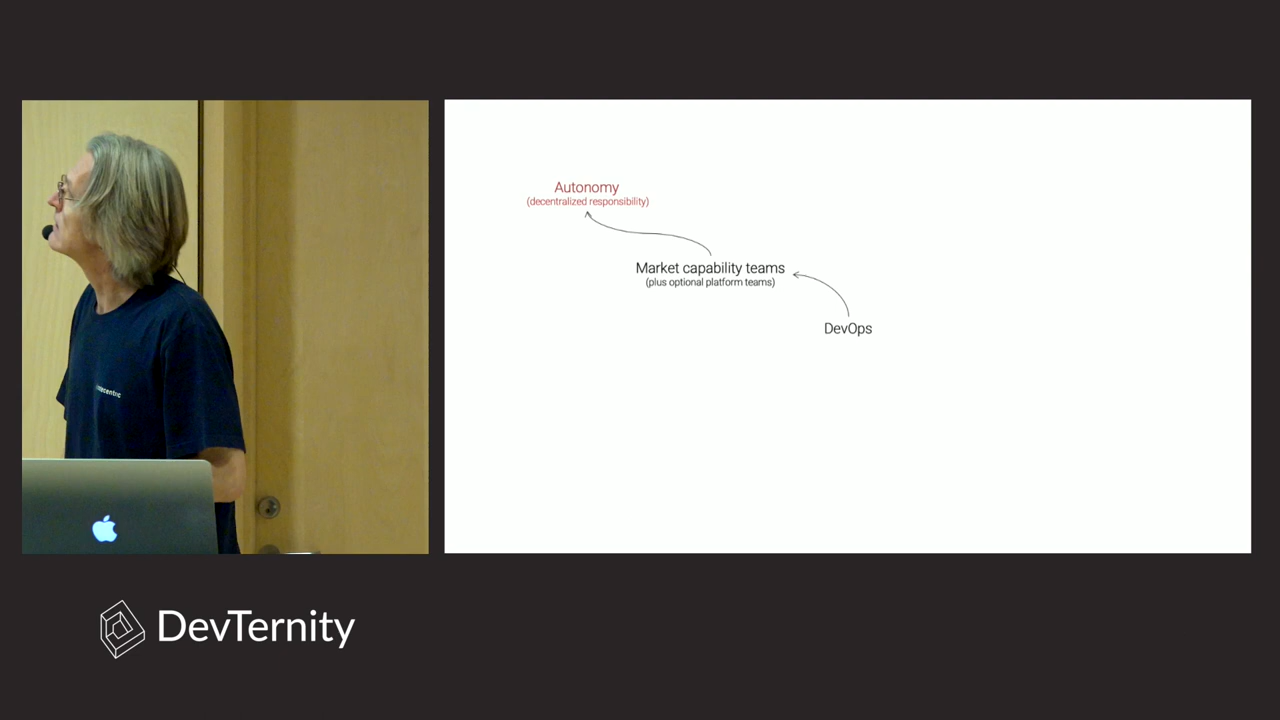 Autonomy
(decentralized responsibility)
Market capability teams
(plus optional platform teams)
DevOps
DevTernity